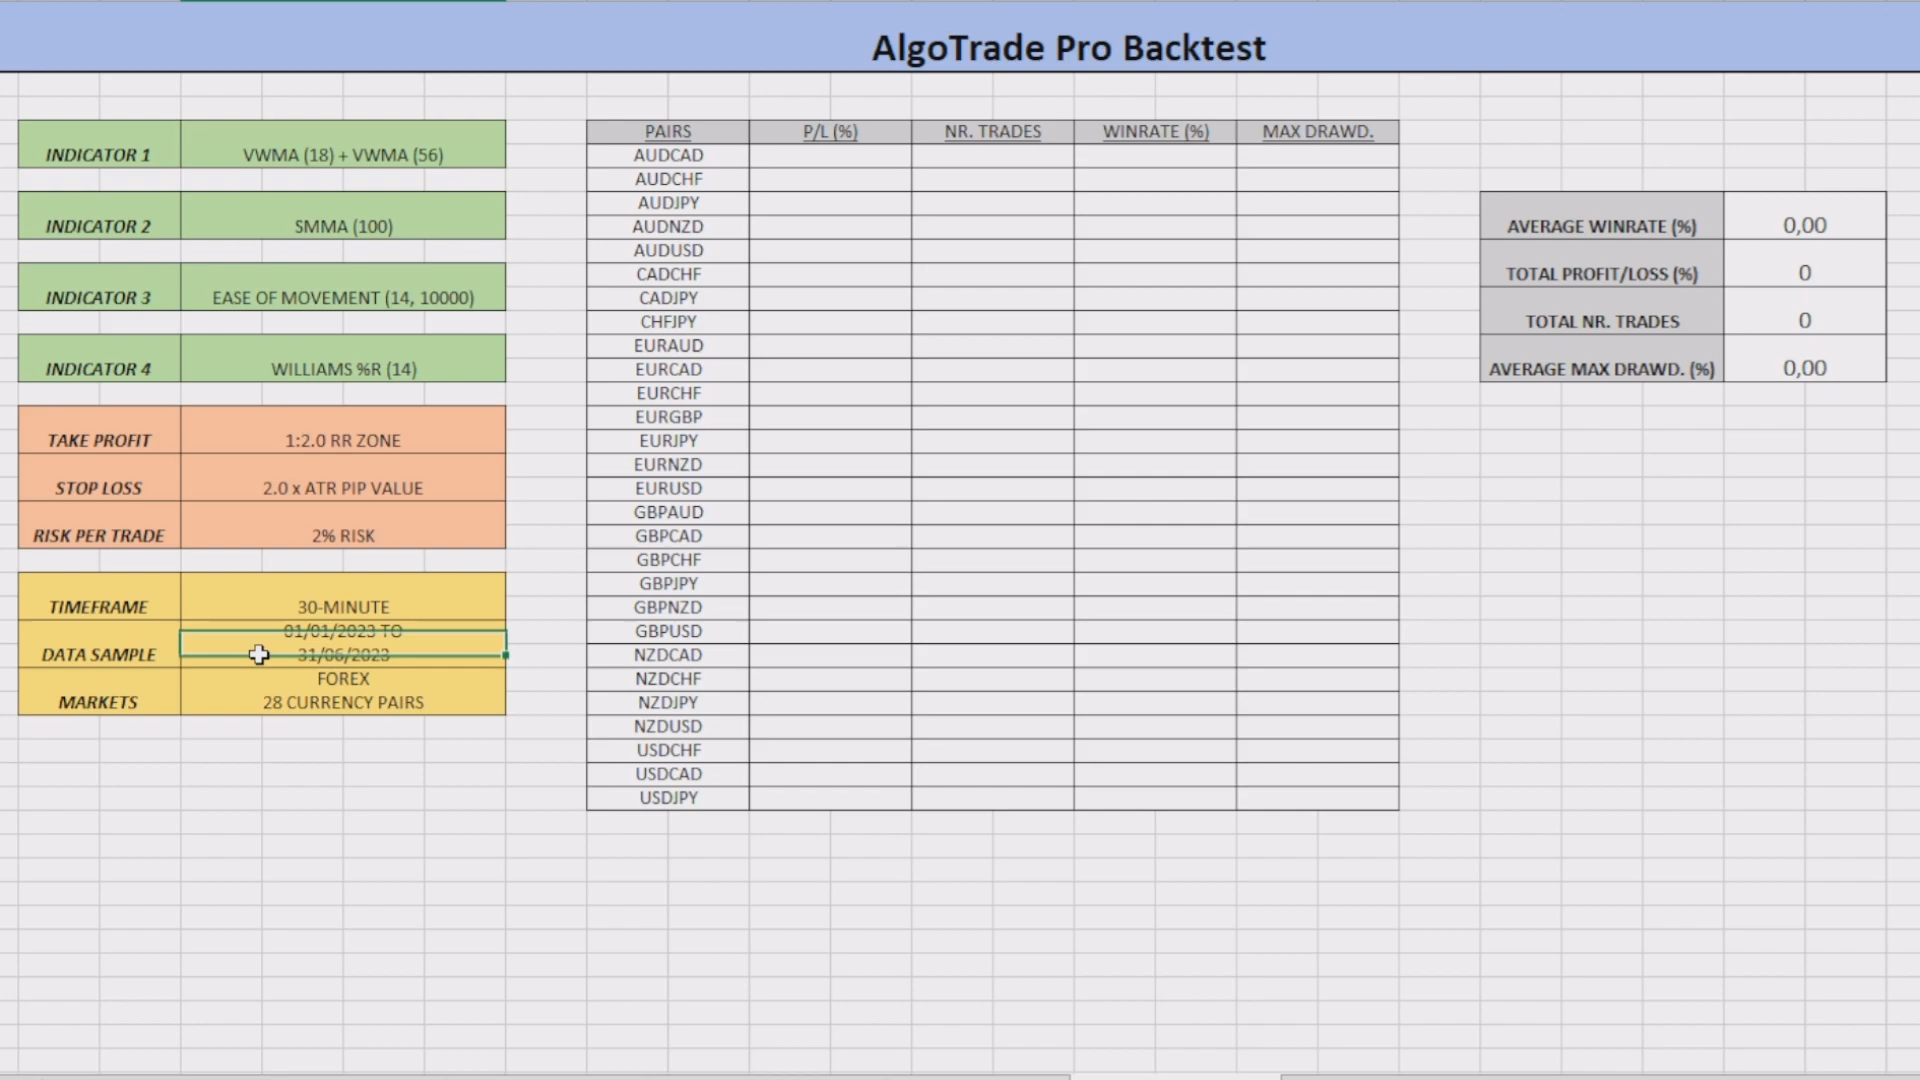 AlgoTrade Pro Backtest
INDICATOR 1
VWMA (18) + VWMA (56)
INDICATOR 2
SMMA (100)
INDICATOR 3
EASE OF MOVEMENT (14, 10000)
INDICATOR 4
WILLIAMS %R (14)
TAKE PROFIT
1:2.0 RR ZONE
STOP LOSS
2.0 x ATR PIP VALUE
RISK PER TRADE
2% RISK
TIMEFRAME
30-MINUTE
DATA SAMPLE
01/01/2023 TO
31/06/2023
MARKETS
FOREX
28 CURRENCY PAIRS
PAIRS P/L (%) NR. TRADES WINRATE (%) MAX DRAWD.
AUDCAD
AUDCHF
AUDJPY
AUDNZD
AUDUSD
CADCHF
CADJPY
CHFJPY
EURAUD
EURCAD
EURCHF
EURGBP
EURJPY
EURNZD
EURUSD
GBPAUD
GBPCAD
GBPCHF
GBPJPY
GBPNZD
GBPUSD
NZDCAD
NZDCHF
NZDJPY
NZDUSD
USDCHF
USDCAD
USDJPY
AVERAGE WINRATE (%) 0,00
TOTAL PROFIT/LOSS (%) 0
TOTAL NR. TRADES 0
AVERAGE MAX DRAWD. (%) 0,00